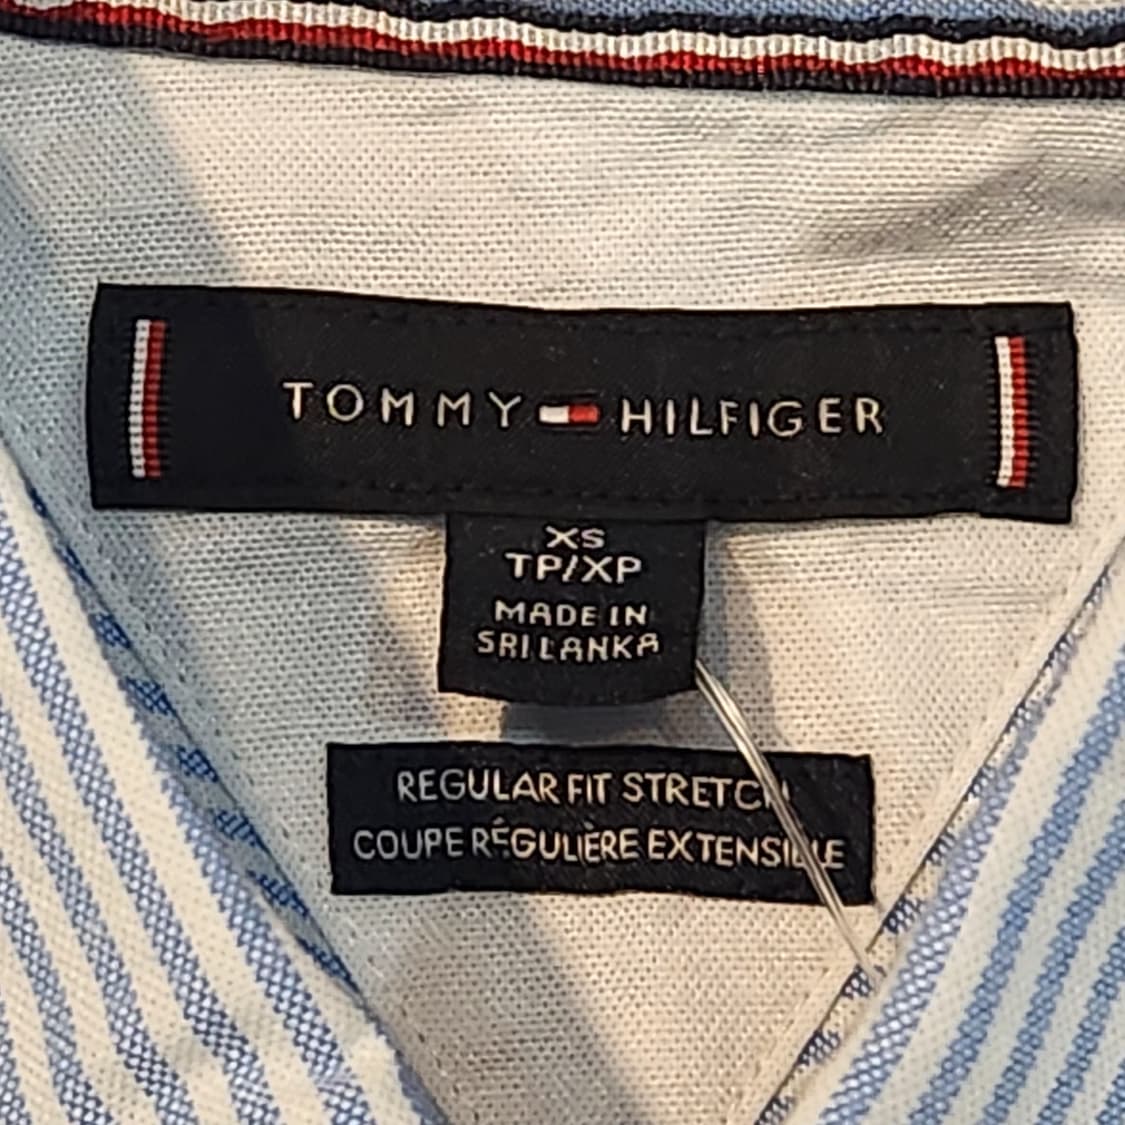 TOMMY HILFIGER
XS
TP/XP
MADE IN
SRI LANKA
REGULAR FIT STRETCH
COUPE RÉGULIÈRE EXTENSIBLE